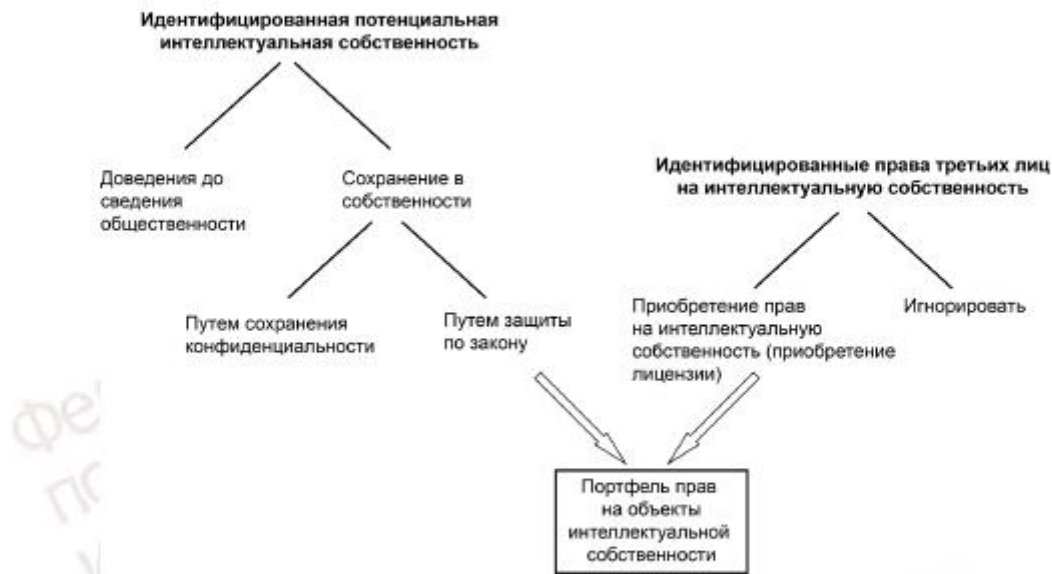 Идентифицированная потенциальная
интеллектуальная собственность
Доведения до
сведения
общественности
Сохранение в
собственности
Идентифицированные права третьих лиц
на интеллектуальную собственность
Путем сохранения
конфиденциальности
Путем защиты
по закону
Приобретение прав
на интеллектуальную
собственность (приобретение
лицензии)
Игнорировать
Портфель прав
на объекты
интеллектуальной
собственности